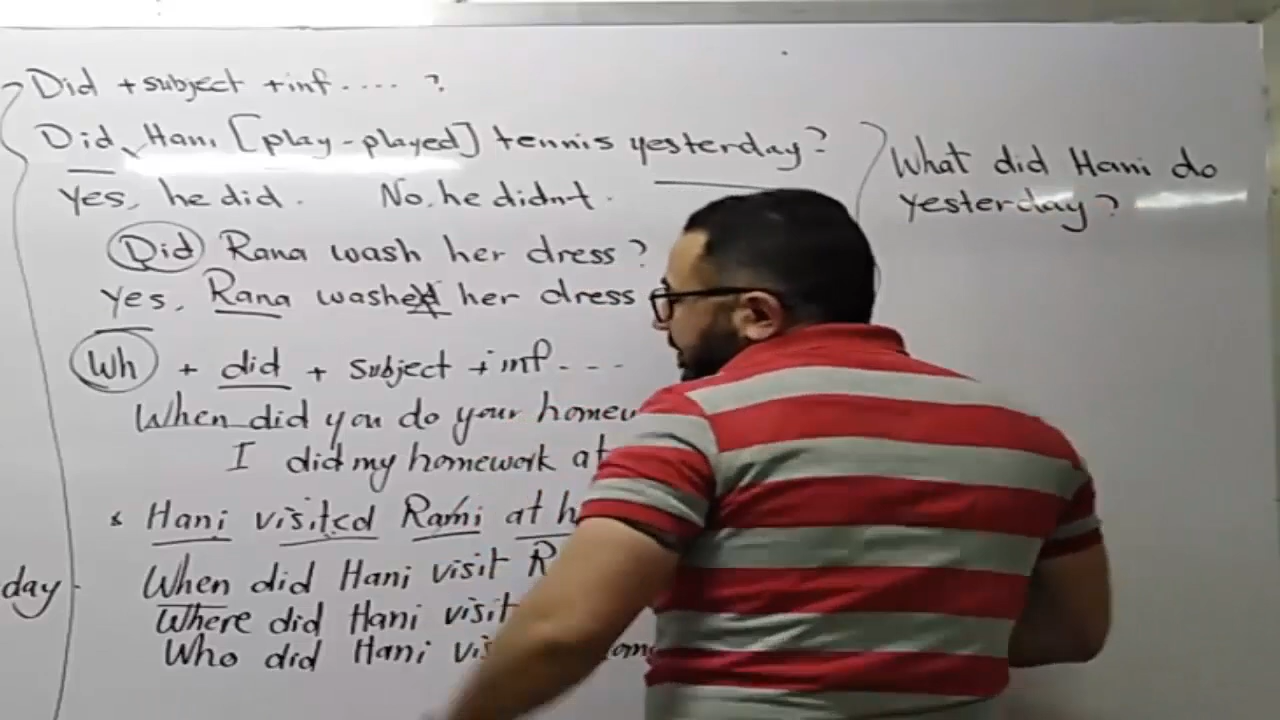 Did + subject + inf .... ?
Did Hani [play - played] tennis yesterday?
Yes, he did. No, he didn't.
Did Rana wash her dress?
Yes, Rana washed her dress
Wh + did + subject + inf ...
When did you do your
I did my homework at
* Hani visited Rami at
When did Hani visit
Where did Hani visit
Who did Hani
day
What did Hani do
yesterday?